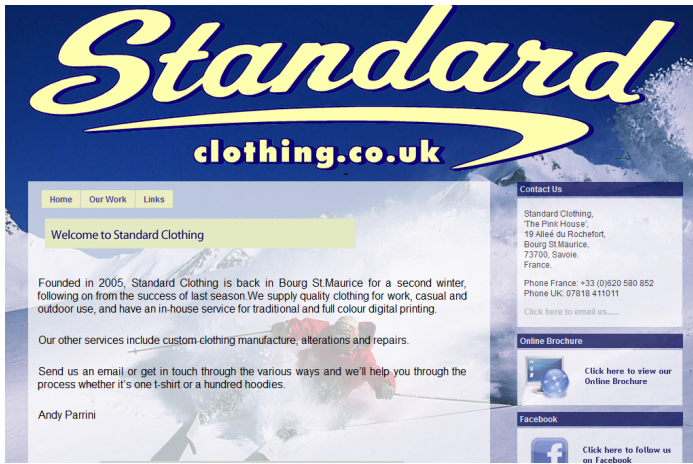 Standard
clothing.co.uk
Home
Our Work
Links
Welcome to Standard Clothing
Founded in 2005, Standard Clothing is back in Bourg St.Maurice for a second winter,
following on from the success of last season.We supply quality clothing for work, casual and
outdoor use, and have an in-house service for traditional and full colour digital printing.
Our other services include custom clothing manufacture, alterations and repairs.
Send us an email or get in touch through the various ways and we'll help you through the
process whether it's one t-shirt or a hundred hoodies.
Andy Parrini
Contact Us
Standard Clothing,
'The Pink House',
19 Alleé du Rochefort,
Bourg St.Maurice,
73700, Savoie.
France.
Phone France: +33 (0)620 580 852
Phone UK: 07818 411011
Click here to email us......
Online Brochure
Click here to view our
Online Brochure
Facebook
Click here to follow us
on Facebook